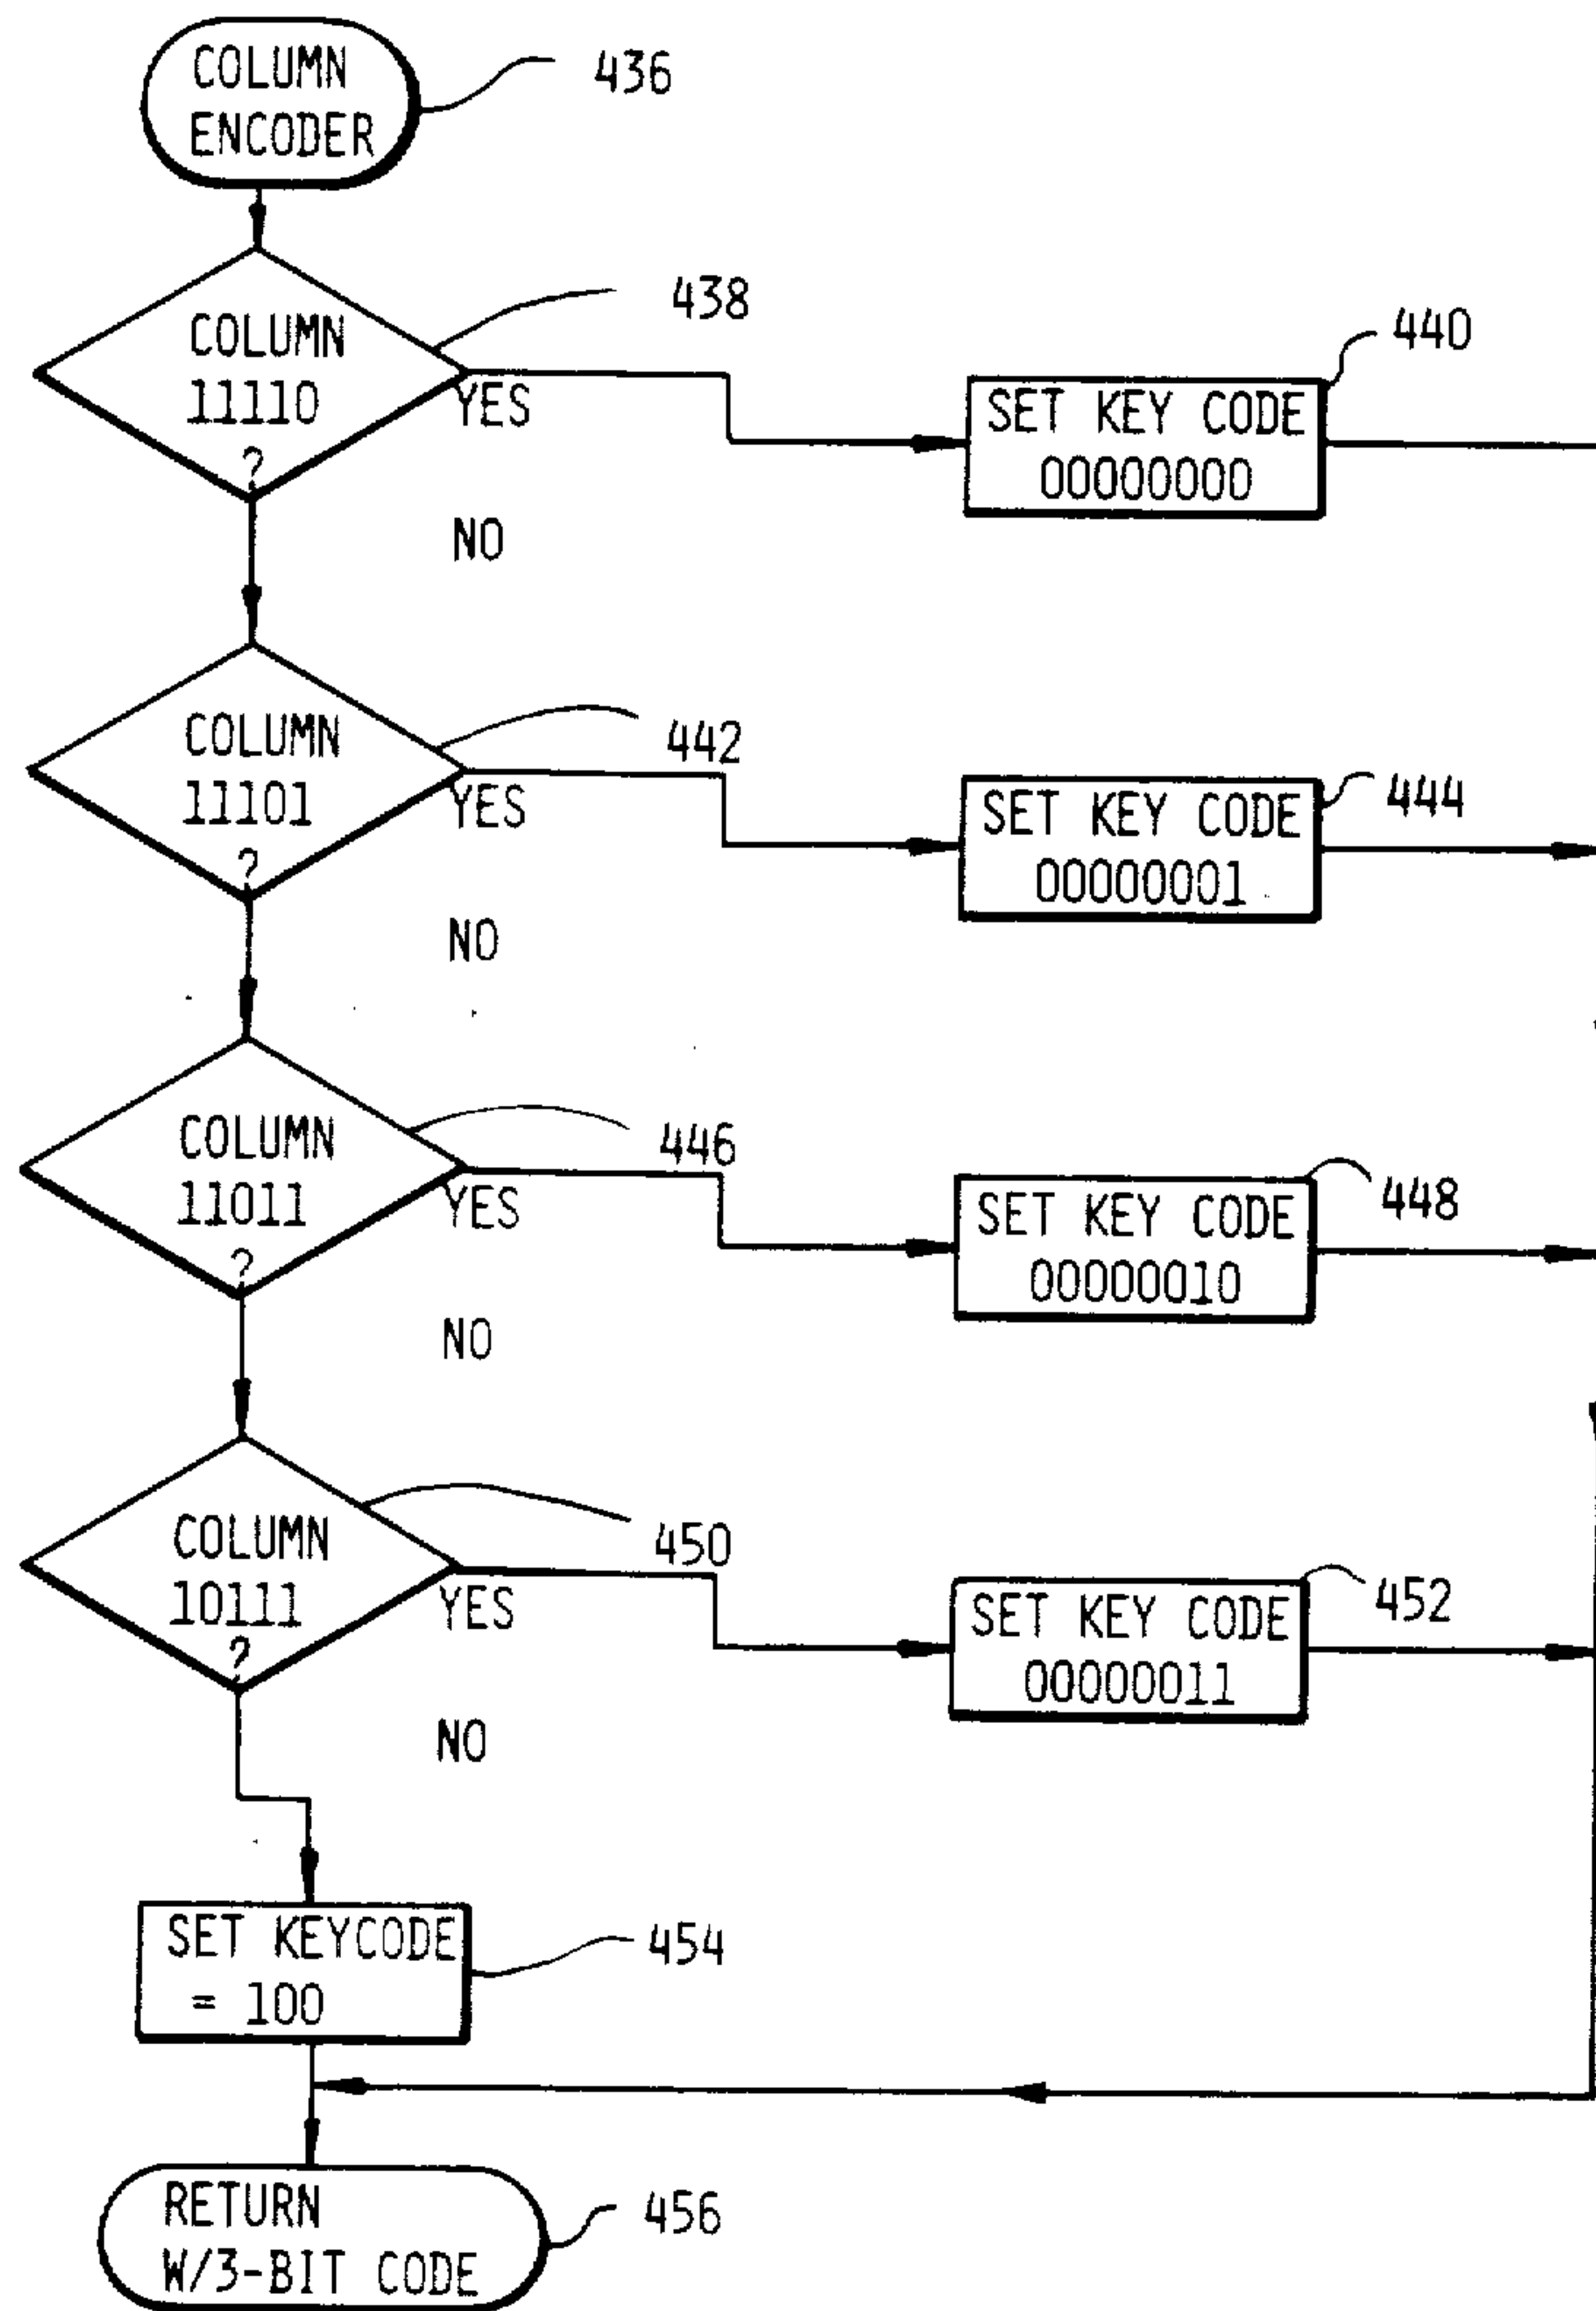 COLUMN
ENCODER
436
COLUMN
11110
?
438
YES
NO
SET KEY CODE
00000000
440
COLUMN
11101
?
442
YES
NO
SET KEY CODE
00000001
444
COLUMN
11011
?
446
YES
NO
SET KEY CODE
00000010
448
COLUMN
10111
?
450
YES
NO
SET KEY CODE
00000011
452
SET KEYCODE
= 100
454
RETURN
W/3-BIT CODE
456